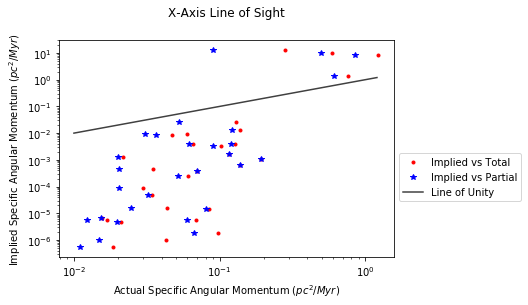 X-Axis Line of Sight
Implied Specific Angular Momentum (pc²/Myr)
10¹
10⁰
10⁻¹
10⁻²
10⁻³
10⁻⁴
10⁻⁵
10⁻⁶
10⁻²
10⁻¹
10⁰
Actual Specific Angular Momentum (pc²/Myr)
Implied vs Total
Implied vs Partial
Line of Unity